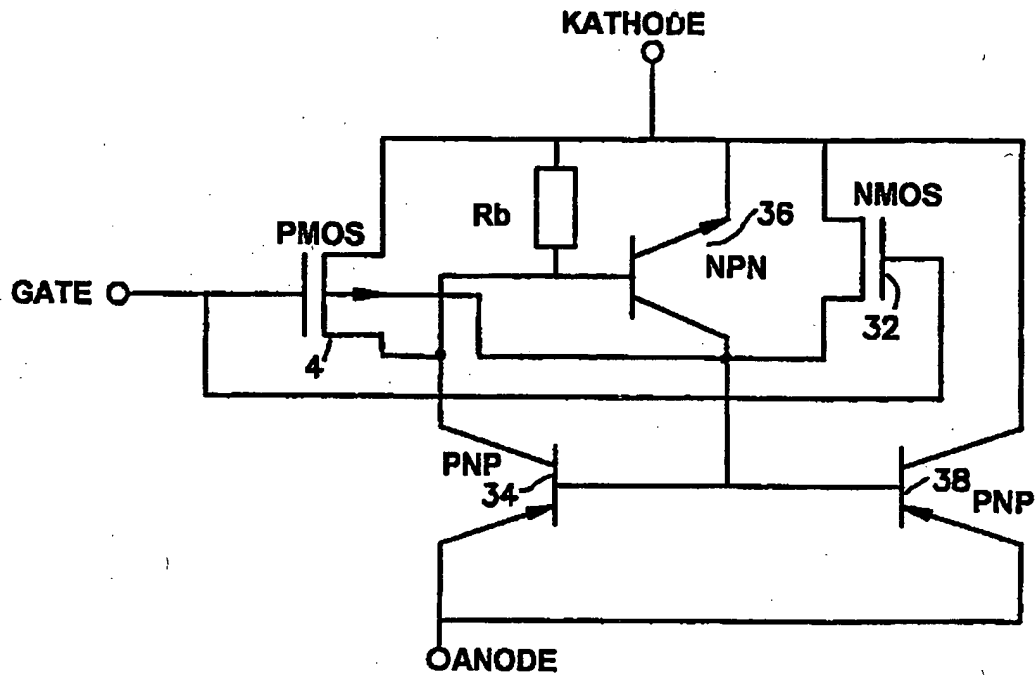 KATHODE
Rb
36
NMOS
PMOS
NPN
GATE
32
4
PNP
34
38
PNP
ANODE